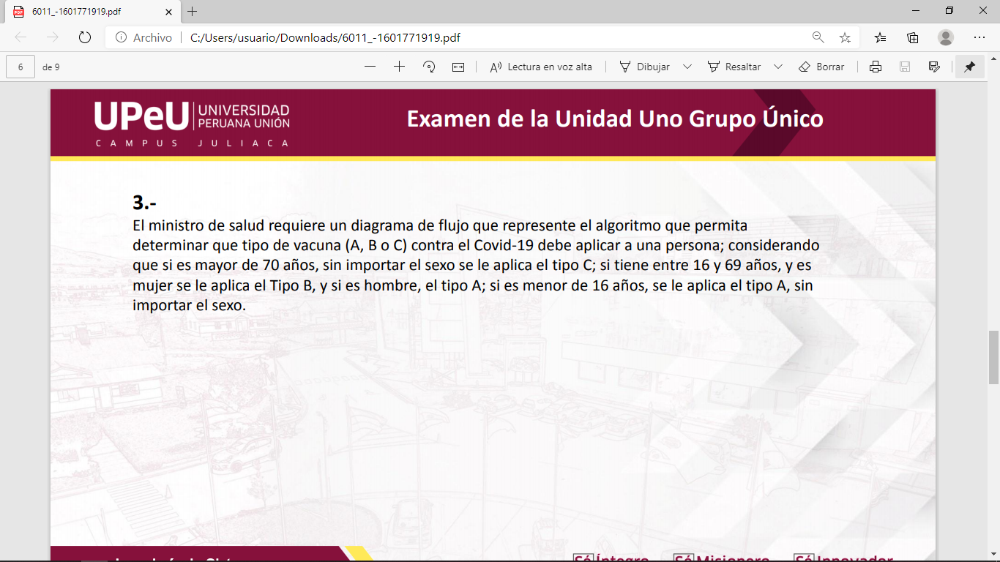 6011_-1601771919.pdf
Archivo
C:/Users/usuario/Downloads/6011_-1601771919.pdf
6 de 9
Lectura en voz alta
Dibujar
Resaltar
Borrar
UPeU
UNIVERSIDAD
PERUANA UNIÓN
CAMPUS JULIACA
Examen de la Unidad Uno Grupo Único
3.-
El ministro de salud requiere un diagrama de flujo que represente el algoritmo que permita
determinar que tipo de vacuna (A, B o C) contra el Covid-19 debe aplicar a una persona; considerando
que si es mayor de 70 años, sin importar el sexo se le aplica el tipo C; si tiene entre 16 y 69 años, y es
mujer se le aplica el Tipo B, y si es hombre, el tipo A; si es menor de 16 años, se le aplica el tipo A, sin
importar el sexo.
Sé Íntegro
Sé Misionero
Sé Innovador